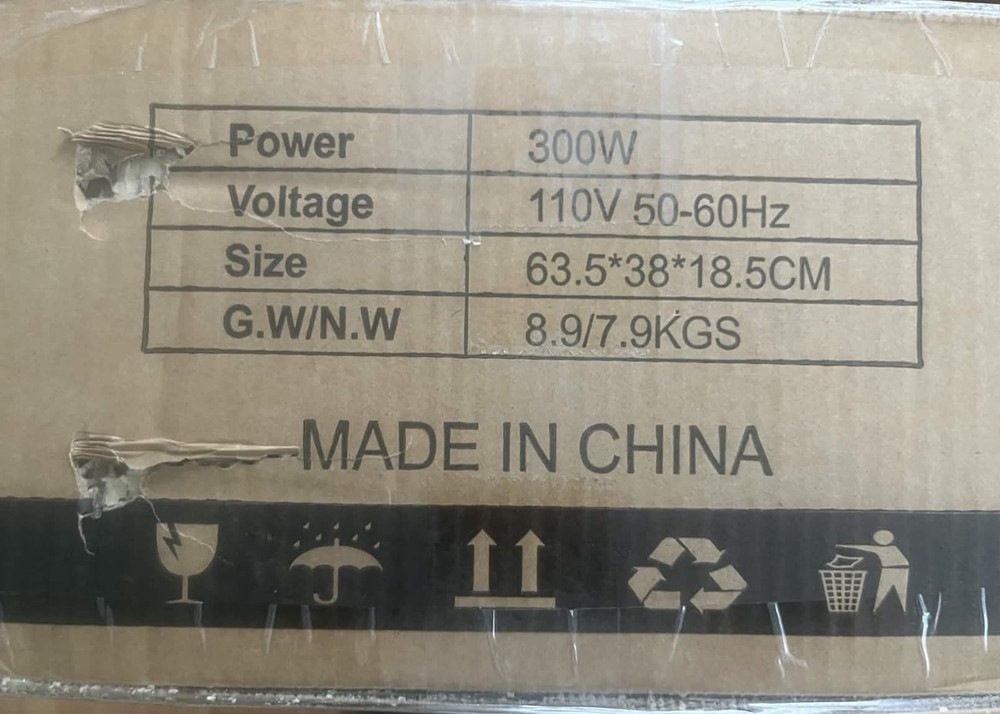 Power 300W
Voltage 110V 50-60Hz
Size 63.5*38*18.5CM
G.W/N.W 8.9/7.9KGS
MADE IN CHINA